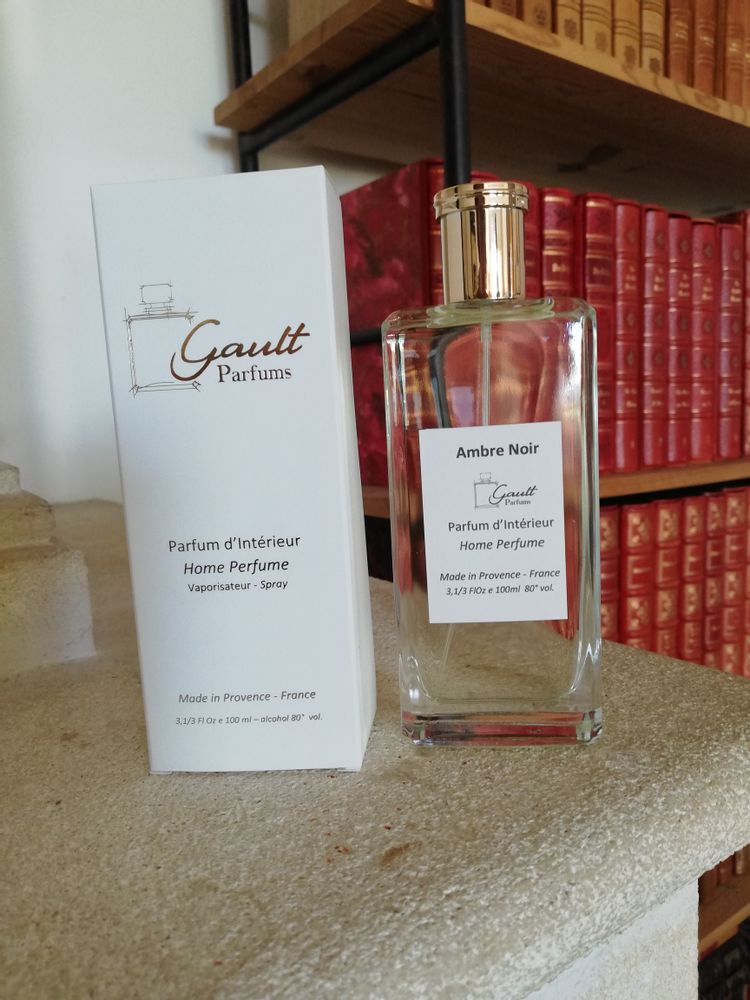 Gault
Parfums
Parfum d'Intérieur
Home Perfume
Vaporisateur - Spray
Made in Provence - France
3,1/3 Fl Oz e 100 ml – alcohol 80° vol.
Ambre Noir
Gault
Parfums
Parfum d'Intérieur
Home Perfume
Made in Provence - France
3,1/3 FlOz e 100ml 80° vol.